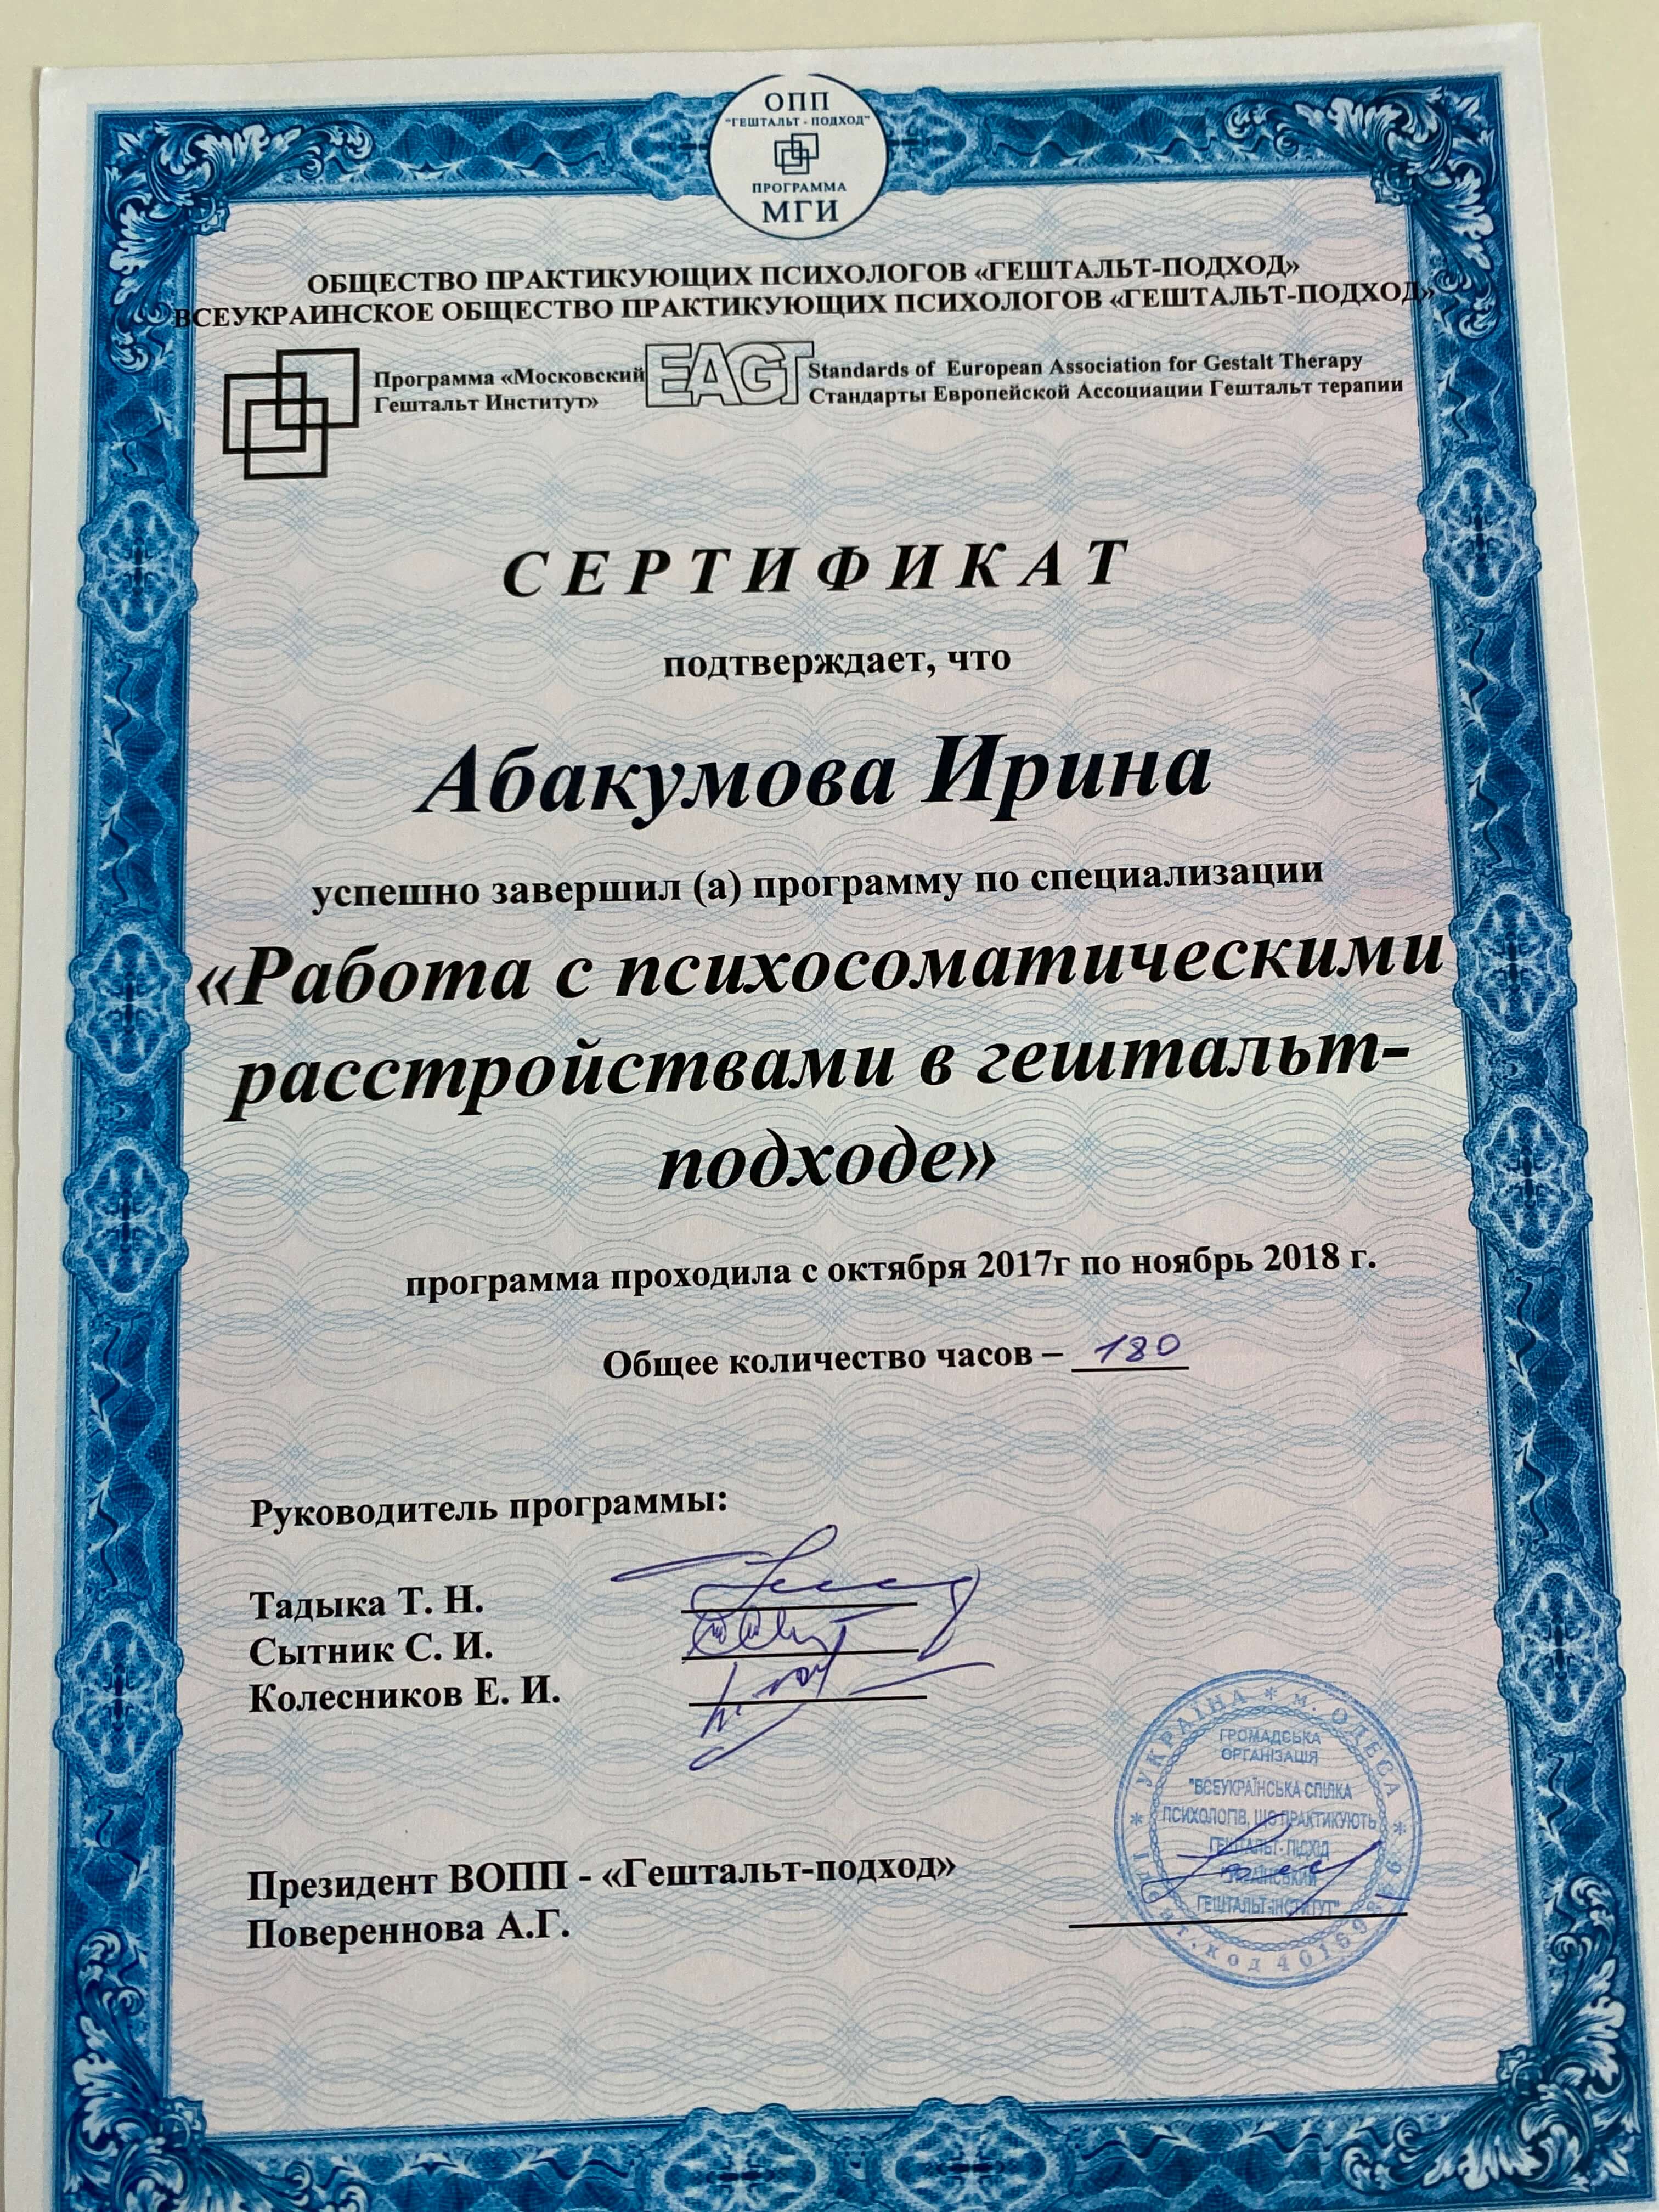 ОПП
"ГЕШТАЛЬТ - ПОДХОД"
ПРОГРАММА
МГИ
ОБЩЕСТВО ПРАКТИКУЮЩИХ ПСИХОЛОГОВ «ГЕШТАЛЬТ-ПОДХОД»
ВСЕУКРАИНСКОЕ ОБЩЕСТВО ПРАКТИКУЮЩИХ ПСИХОЛОГОВ «ГЕШТАЛЬТ-ПОДХОД»
Программа «Московский
Гештальт Институт»
EAGT
Standards of European Association for Gestalt Therapy
Стандарты Европейской Ассоциации Гештальт терапии
СЕРТИФИКАТ
подтверждает, что
Абакумова Ирина
успешно завершил (а) программу по специализации
«Работа с психосоматическими
расстройствами в гештальт-
подходе»
программа проходила с октября 2017г по ноябрь 2018 г.
Общее количество часов – 180
Руководитель программы:
Тадыка Т. Н.
Сытник С. И.
Колесников Е. И.
Президент ВОПП - «Гештальт-подход»
Повереннова А.Г.
* УКРАЇНА * м. ОДЕСА *
ГРОМАДСЬКА
ОРГАНІЗАЦІЯ
"ВСЕУКРАЇНСЬКА СПІЛКА
ПСИХОЛОГІВ, ЩО ПРАКТИКУЮТЬ
ГЕШТАЛЬТ-ПІДХІД
УКРАЇНСЬКИЙ
ГЕШТАЛЬТ-ІНСТИТУТ"